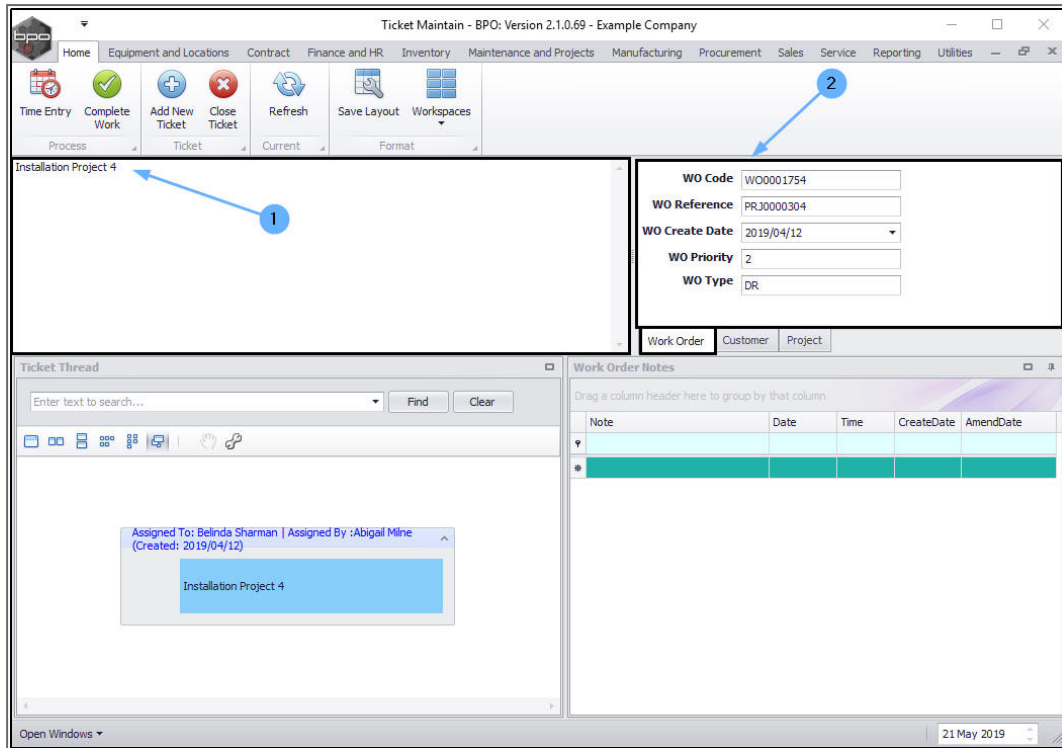 Ticket Maintain - BPO: Version 2.1.0.69 - Example Company
bpo
Home Equipment and Locations Contract Finance and HR Inventory Maintenance and Projects Manufacturing Procurement Sales Service Reporting Utilities
Time Entry Complete Work Add New Ticket Close Ticket Refresh Save Layout Workspaces
Process Ticket Current Format
2
Installation Project 4
1
WO Code WO0001754
WO Reference PRJ0000304
WO Create Date 2019/04/12
WO Priority 2
WO Type DR
Work Order Customer Project
Ticket Thread
Enter text to search... Find Clear
Assigned To: Belinda Sharman | Assigned By :Abigail Milne
(Created: 2019/04/12)
Installation Project 4
Work Order Notes
Drag a column header here to group by that column
Note Date Time CreateDate AmendDate
Open Windows 21 May 2019